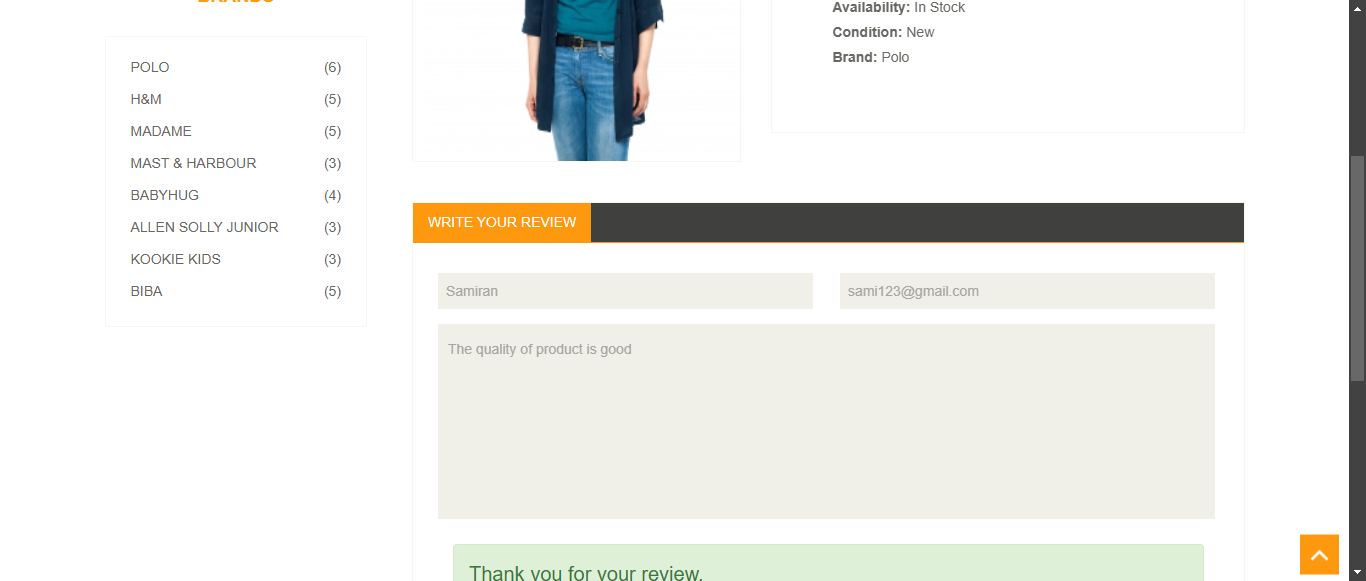 BRANDS
POLO (6)
H&M (5)
MADAME (5)
MAST & HARBOUR (3)
BABYHUG (4)
ALLEN SOLLY JUNIOR (3)
KOOKIE KIDS (3)
BIBA (5)
Availability: In Stock
Condition: New
Brand: Polo
WRITE YOUR REVIEW
Samiran
sami123@gmail.com
The quality of product is good
Thank you for your review.